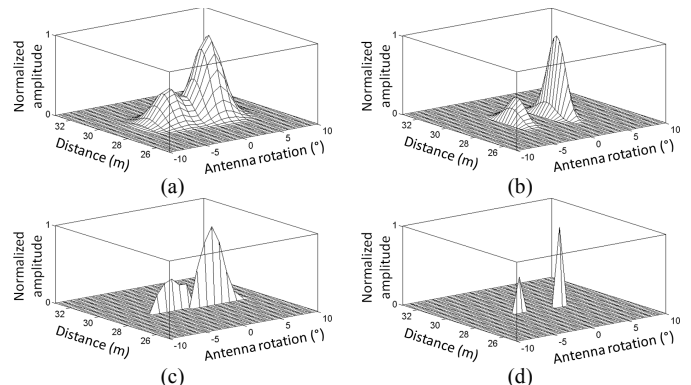 1
0
Normalized
amplitude
32
30
28
26
Distance (m)
-10
-5
0
5
10
Antenna rotation (°)
(a)
1
0
Normalized
amplitude
32
30
28
26
Distance (m)
-10
-5
0
5
10
Antenna rotation (°)
(b)
1
0
Normalized
amplitude
32
30
28
26
Distance (m)
-10
-5
0
5
10
Antenna rotation (°)
(c)
1
0
Normalized
amplitude
32
30
28
26
Distance (m)
-10
-5
0
5
10
Antenna rotation (°)
(d)